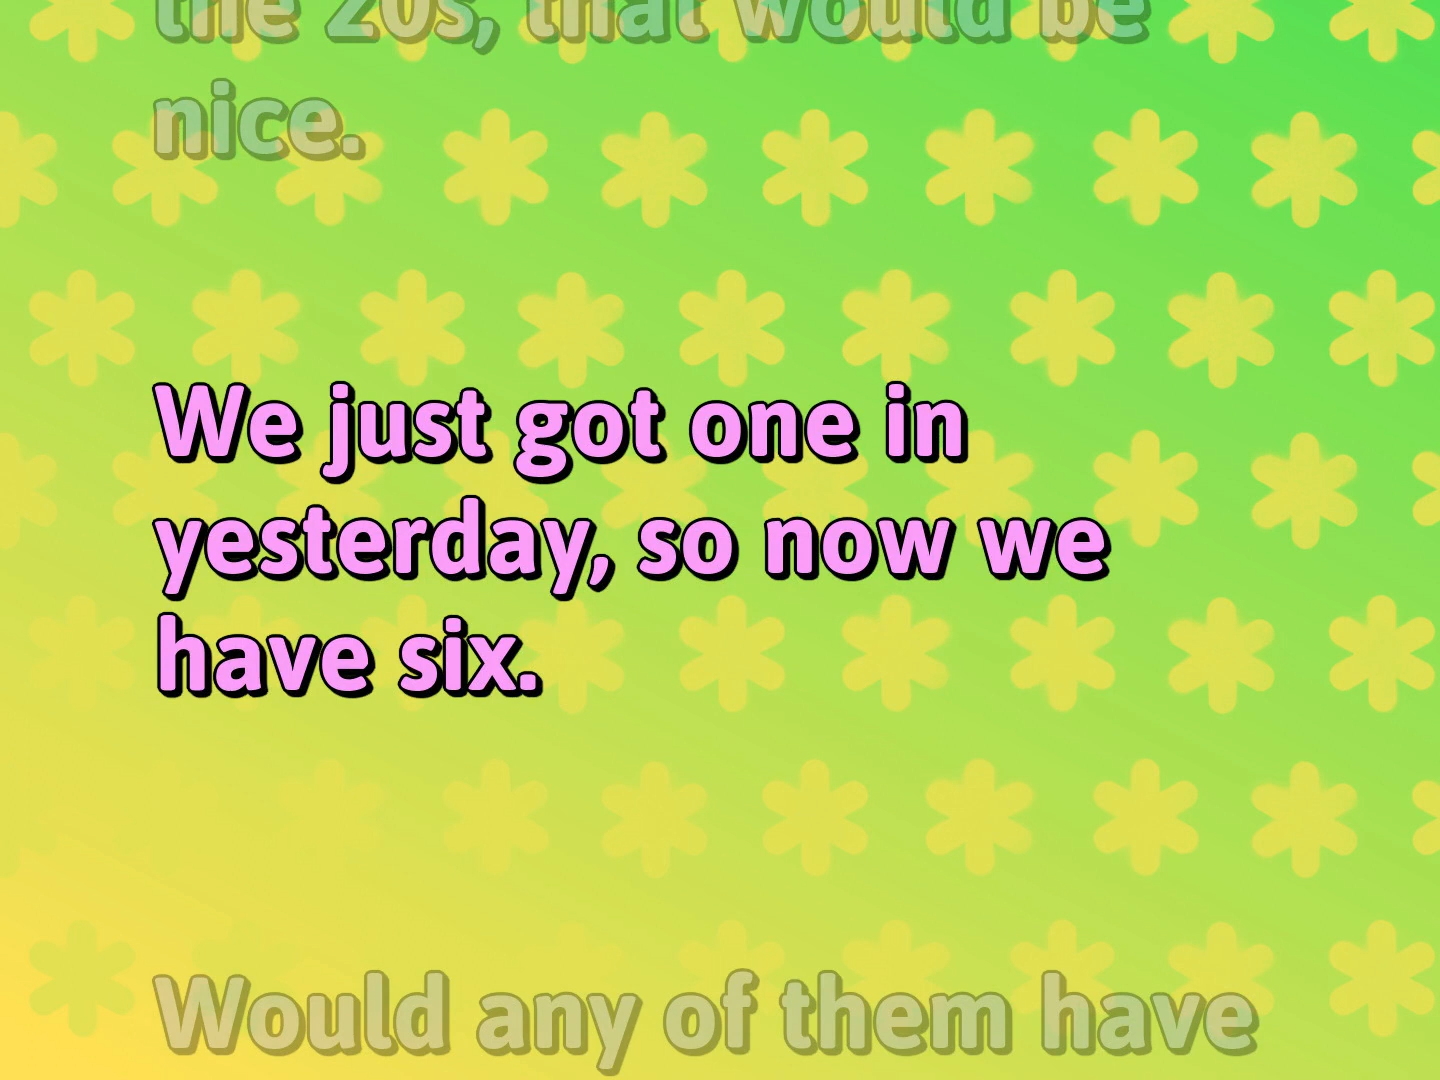 the 20s, that would be
nice.
We just got one in
yesterday, so now we
have six.
Would any of them have